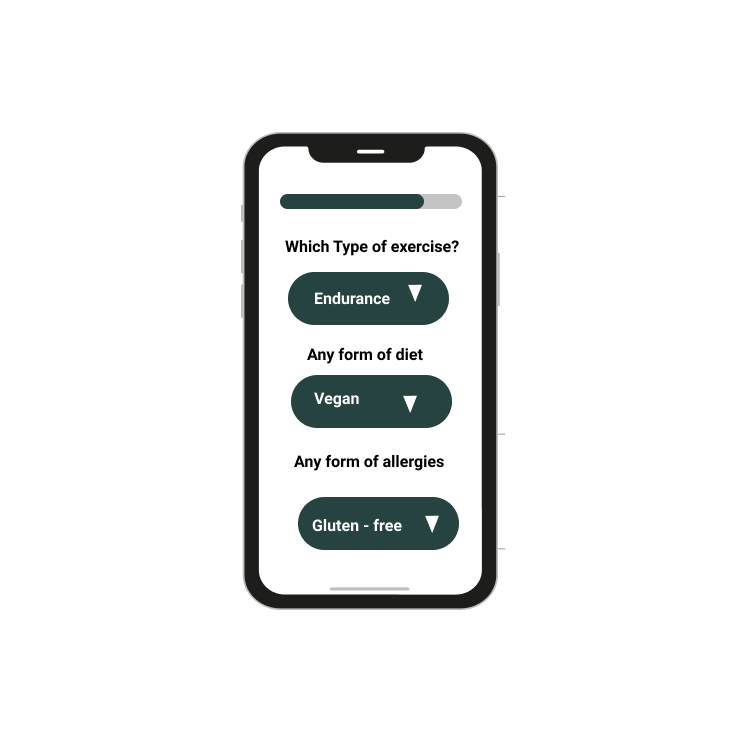 Which Type of exercise?
Endurance
Any form of diet
Vegan
Any form of allergies
Gluten - free